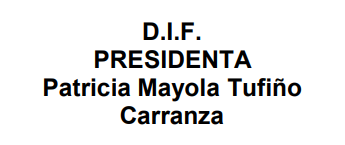 D.I.F.
PRESIDENTA
Patricia Mayola Tufiño
Carranza